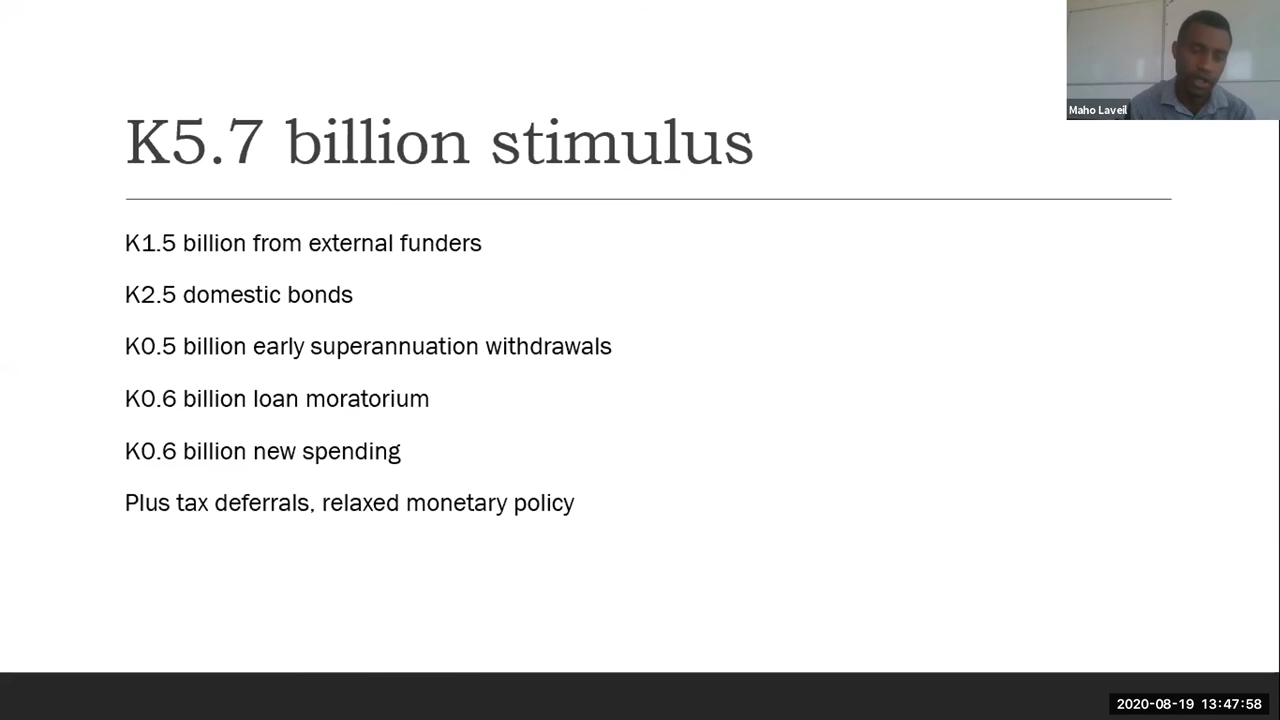 Maho Laveil
K5.7 billion stimulus
K1.5 billion from external funders
K2.5 domestic bonds
K0.5 billion early superannuation withdrawals
K0.6 billion loan moratorium
K0.6 billion new spending
Plus tax deferrals, relaxed monetary policy
2020-08-19 13:47:58